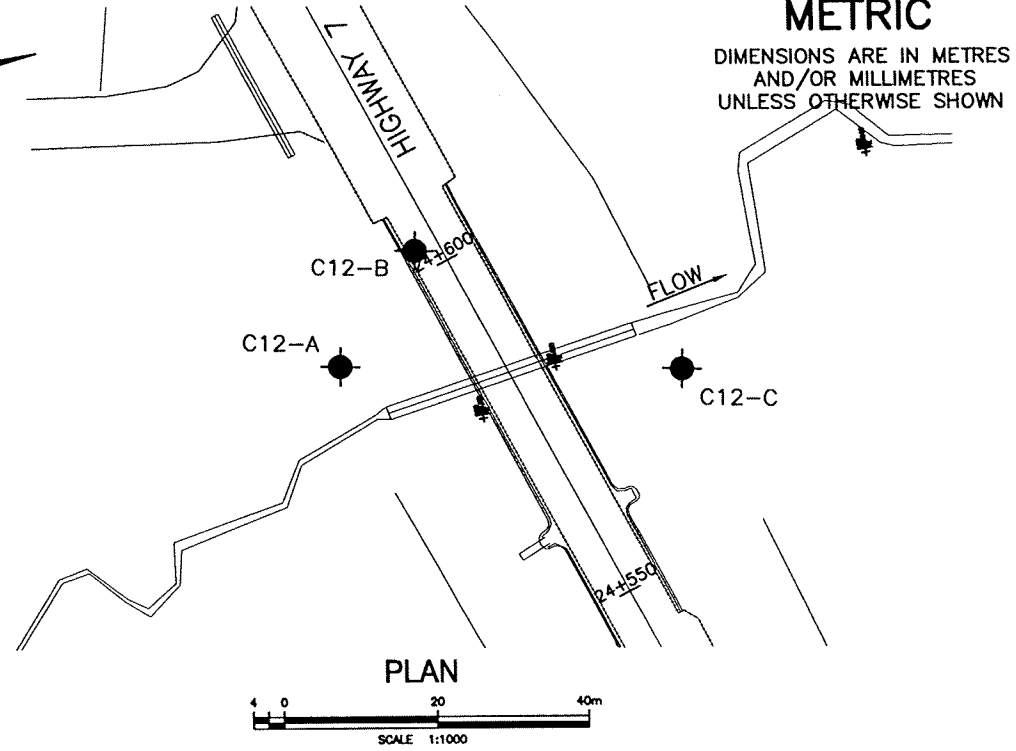 METRIC
DIMENSIONS ARE IN METRES
AND/OR MILLIMETRES
UNLESS OTHERWISE SHOWN
HIGHWAY 7
24+600
C12-B
FLOW
C12-A
C12-C
24+550
PLAN
4 0 20 40m
SCALE 1:1000